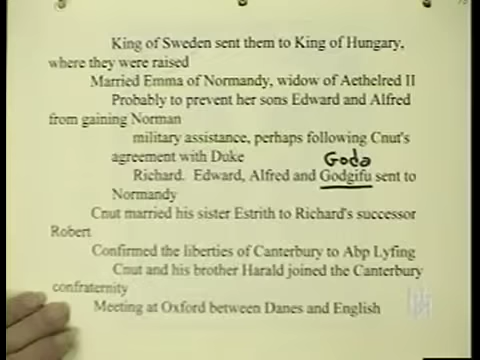 King of Sweden sent them to King of Hungary,
where they were raised
Married Emma of Normandy, widow of Aethelred II
Probably to prevent her sons Edward and Alfred
from gaining Norman
military assistance, perhaps following Cnut's
agreement with Duke
Goda
Richard. Edward, Alfred and Godgifu sent to
Normandy
Cnut married his sister Estrith to Richard's successor
Robert
Confirmed the liberties of Canterbury to Abp Lyfing
Cnut and his brother Harald joined the Canterbury
confraternity
Meeting at Oxford between Danes and English